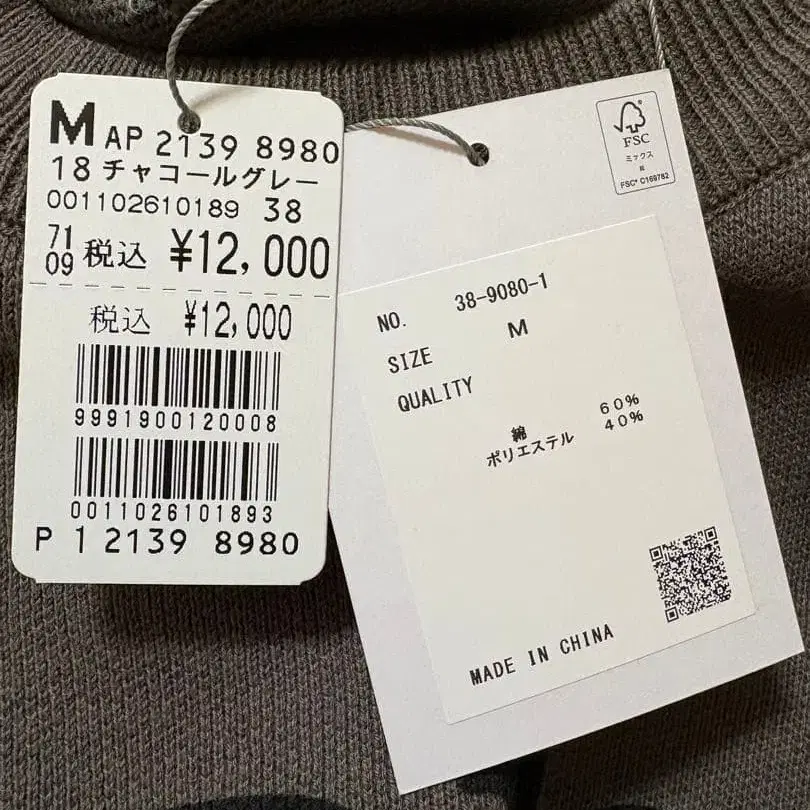 M AP 2139 8980
18 チャコールグレー
001102610189 38
71
09 税込 ¥12,000
税込 ¥12,000
9991900120008
0011026101893
P 1 2139 8980
FSC
ミックス
紙
FSC® C169782
NO. 38-9080-1
SIZE M
QUALITY
綿 60%
ポリエステル 40%
MADE IN CHINA